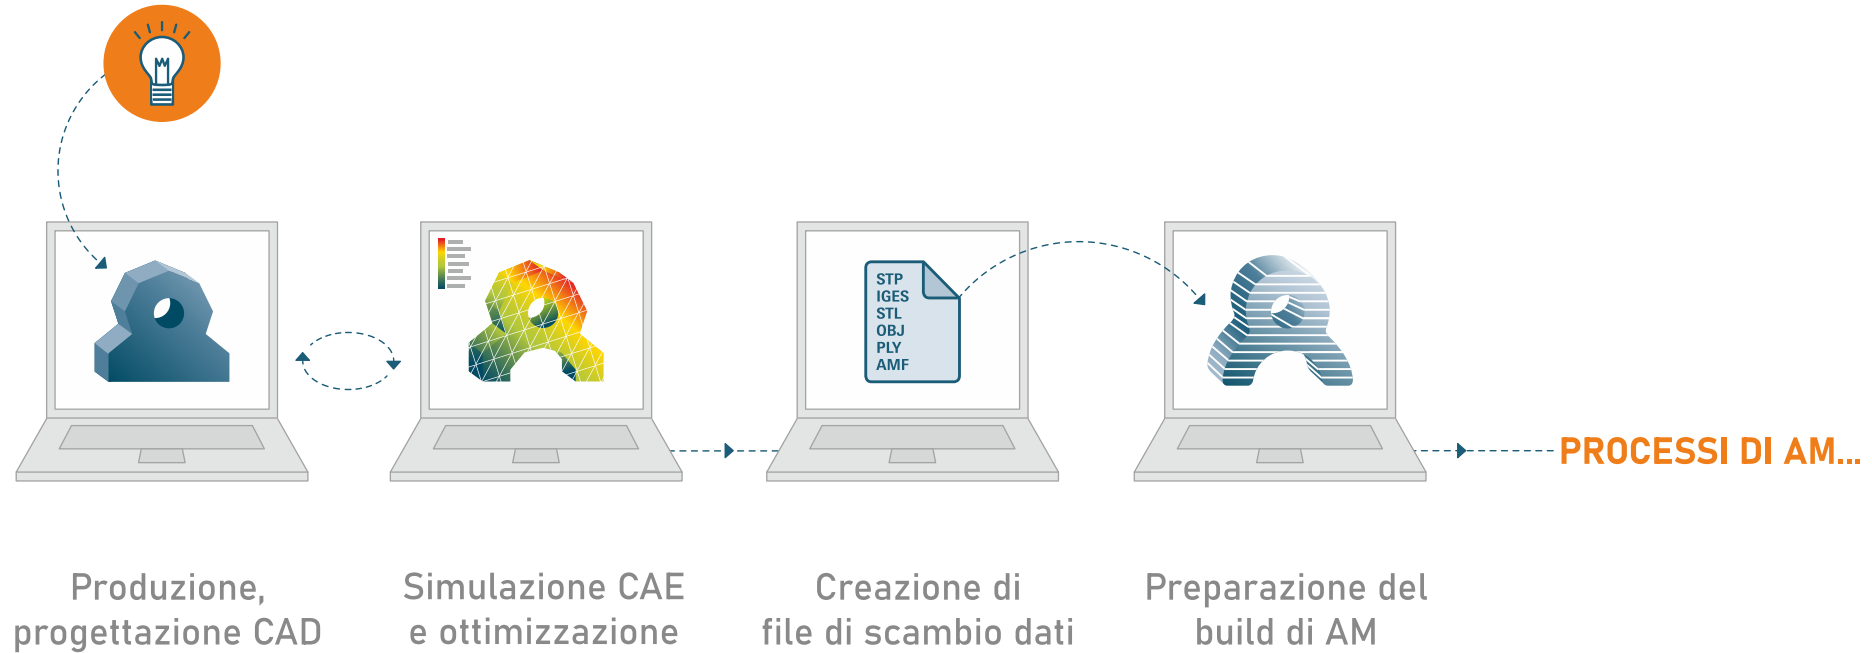 STP
IGES
STL
OBJ
PLY
AMF
PROCESSI DI AM...
Produzione,
progettazione CAD
Simulazione CAE
e ottimizzazione
Creazione di
file di scambio dati
Preparazione del
build di AM